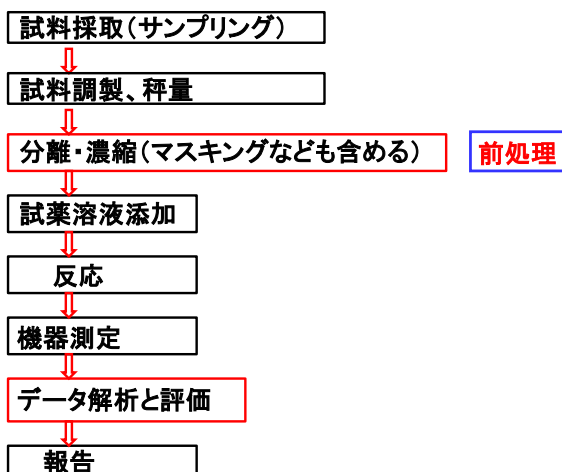 試料採取（サンプリング）
試料調製、秤量
分離・濃縮（マスキングなども含める）
前処理
試薬溶液添加
反応
機器測定
データ解析と評価
報告